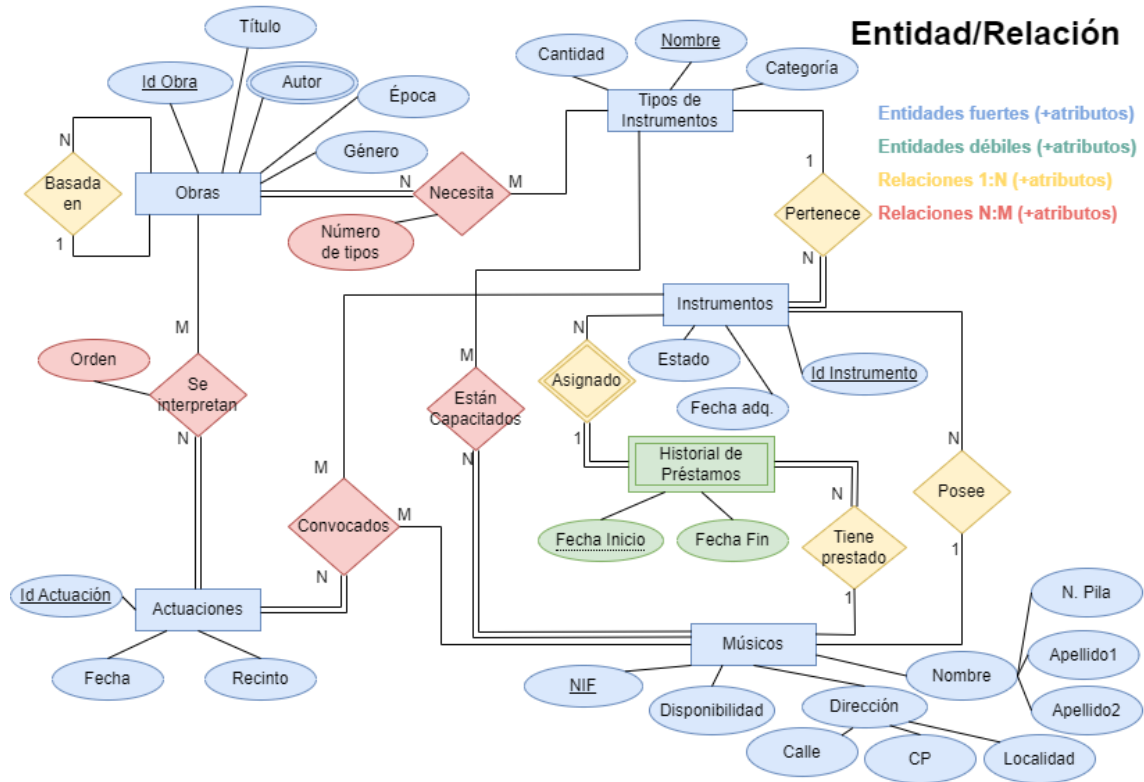 Entidad/Relación
Entidades fuertes (+atributos)
Entidades débiles (+atributos)
Relaciones 1:N (+atributos)
Relaciones N:M (+atributos)
Título
Id Obra
Autor
Época
Género
Obras
N
Basada
en
1
Cantidad
Nombre
Categoría
Tipos de
Instrumentos
N
Necesita
M
Número
de tipos
1
Pertenece
N
Instrumentos
Estado
Fecha adq.
Id Instrumento
M
Orden
Se
interpretan
N
M
Están
Capacitados
N
N
Asignado
1
Historial de
Préstamos
Fecha Inicio
Fecha Fin
N
Tiene
prestado
1
N
Posee
1
M
Convocados
M
N
Id Actuación
Actuaciones
Fecha
Recinto
Músicos
NIF
Disponibilidad
Dirección
Calle
CP
Localidad
Nombre
N. Pila
Apellido1
Apellido2